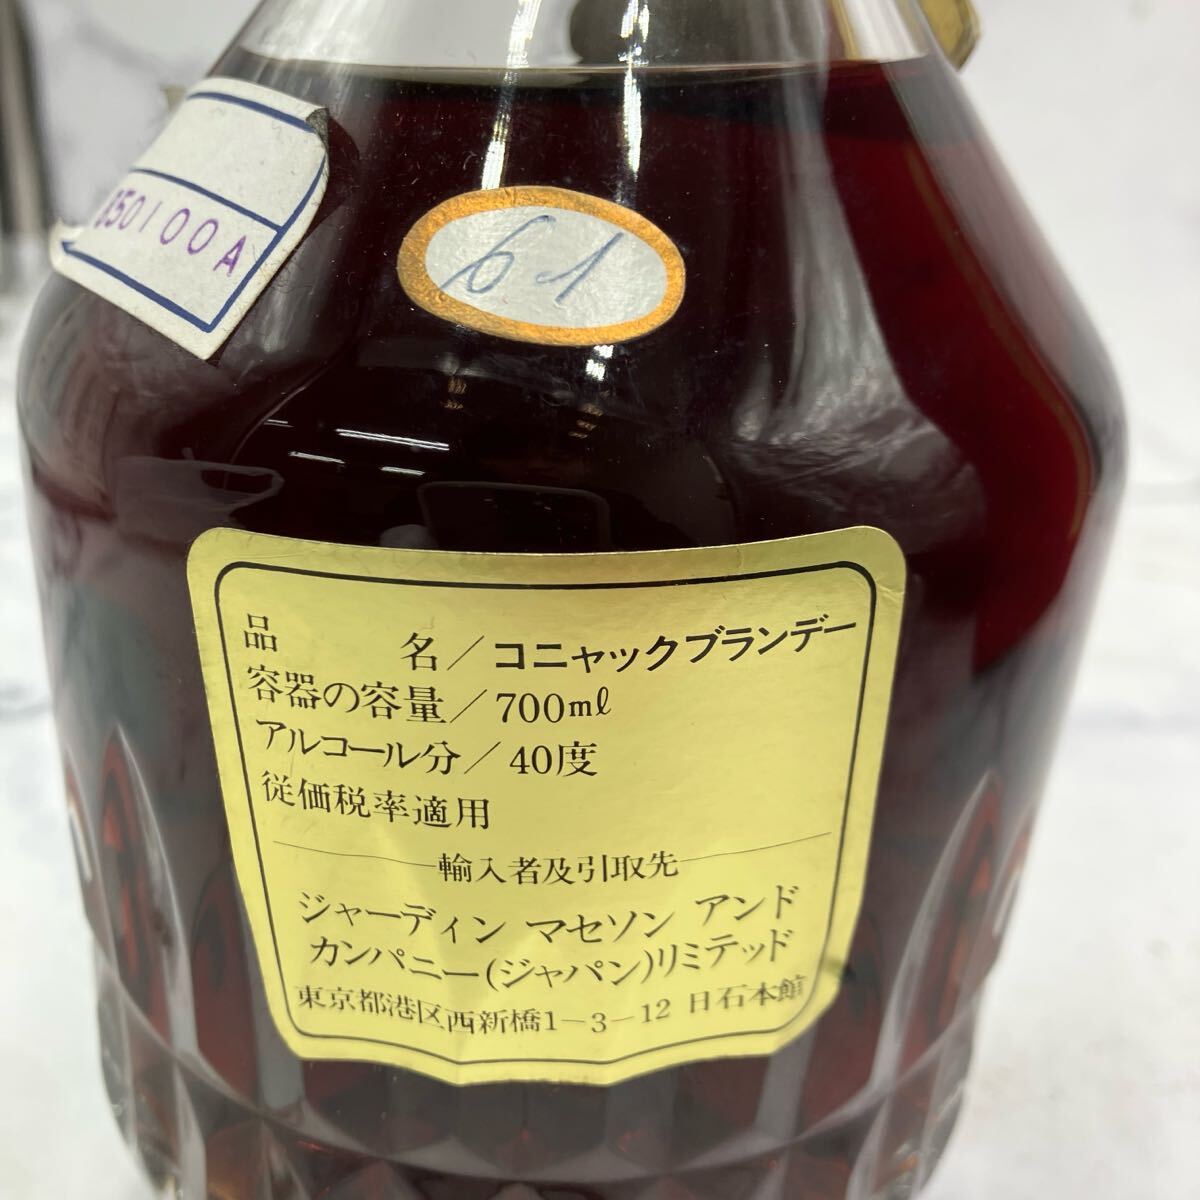 850100A
61
品　　　名／コニャックブランデー
容器の容量／700mℓ
アルコール分／40度
従価税率適用
輸入者及引取先
ジャーディン マセソン アンド
カンパニー(ジャパン)リミテッド
東京都港区西新橋1-3-12 日石本館